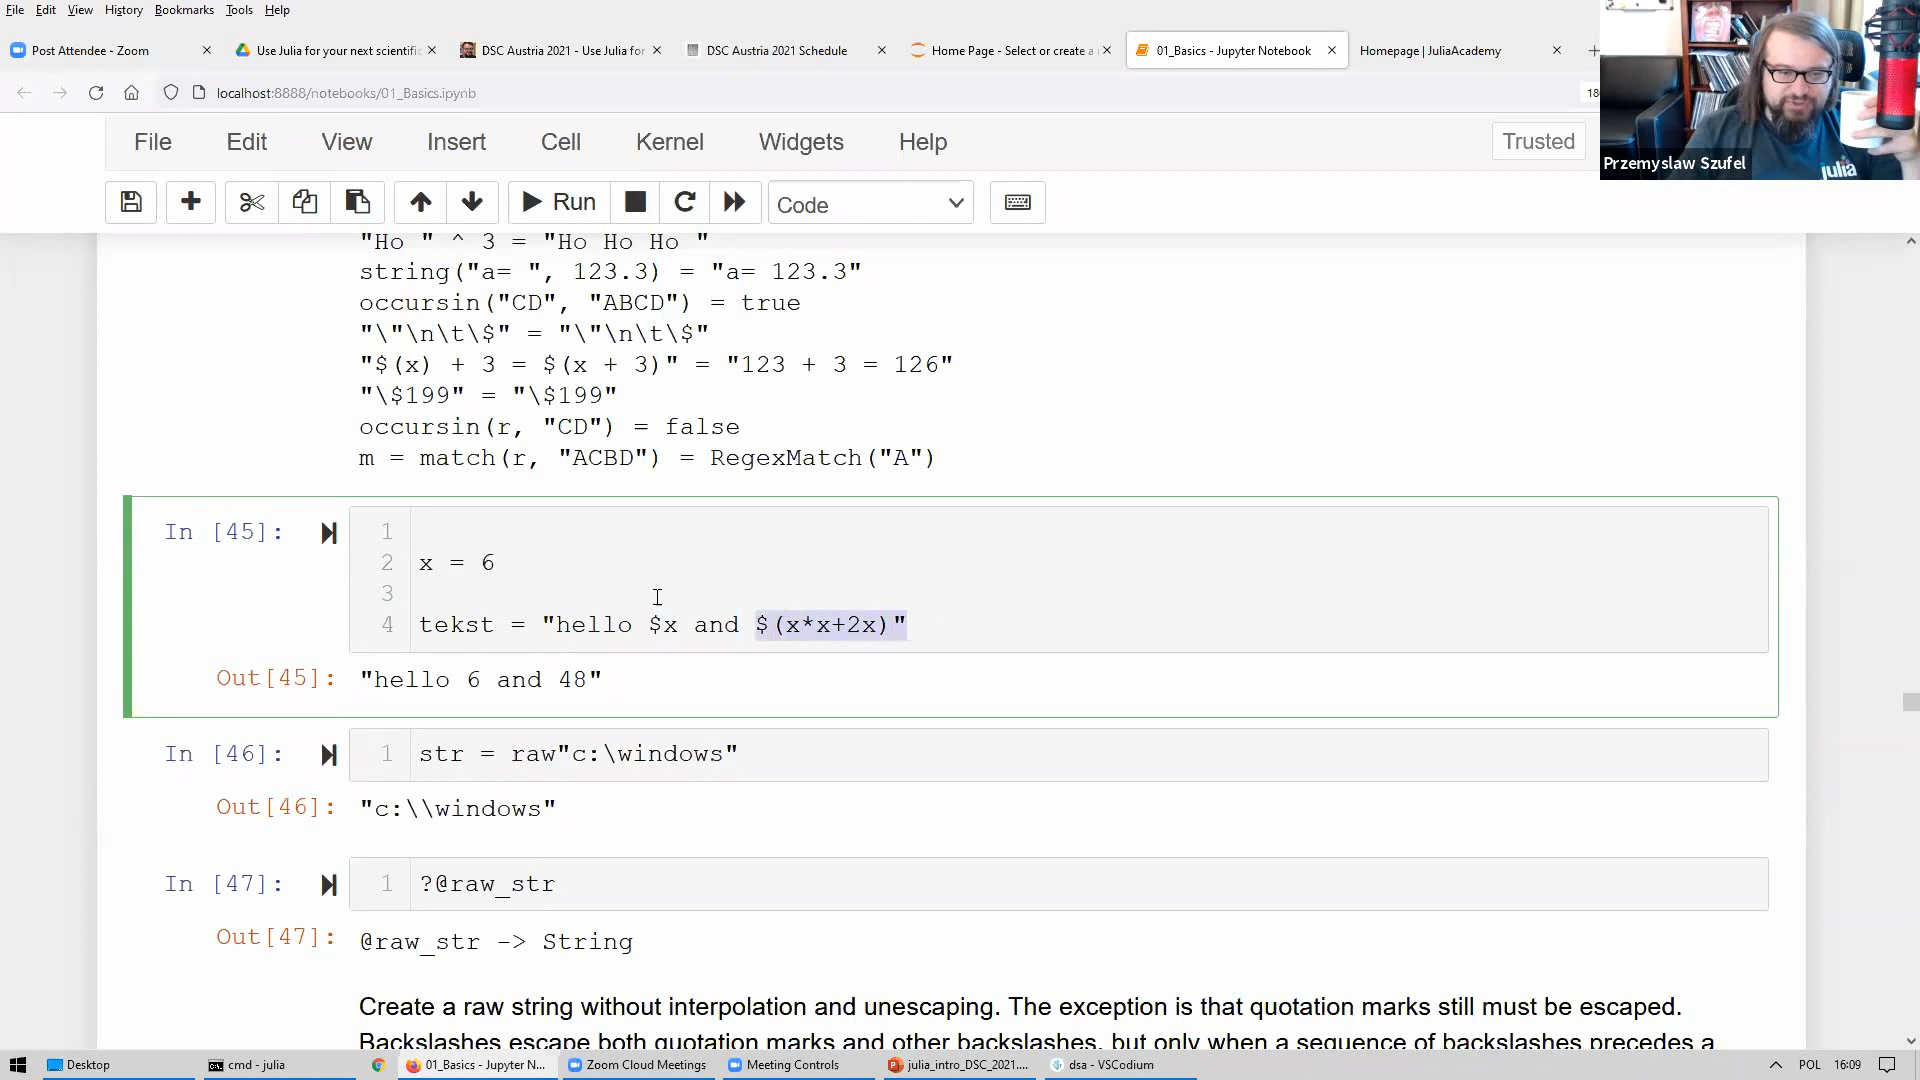 File Edit View History Bookmarks Tools Help
Post Attendee - Zoom
Use Julia for your next scientific
DSC Austria 2021 - Use Julia for
DSC Austria 2021 Schedule
Home Page - Select or create a
01_Basics - Jupyter Notebook
Homepage | JuliaAcademy
localhost:8888/notebooks/01_Basics.ipynb
File Edit View Insert Cell Kernel Widgets Help
Trusted
Przemyslaw Szufel
julia
Run
Code
"Ho " ^ 3 = "Ho Ho Ho "
string("a= ", 123.3) = "a= 123.3"
occursin("CD", "ABCD") = true
"\"\n\t\$" = "\"\n\t\$"
"$(x) + 3 = $(x + 3)" = "123 + 3 = 126"
"\$199" = "\$199"
occursin(r, "CD") = false
m = match(r, "ACBD") = RegexMatch("A")
In [45]:
1
2 x = 6
3
4 tekst = "hello $x and $(x*x+2x)"
Out[45]: "hello 6 and 48"
In [46]: 1 str = raw"c:\windows"
Out[46]: "c:\\windows"
In [47]: 1 ?@raw_str
Out[47]: @raw_str -> String
Create a raw string without interpolation and unescaping. The exception is that quotation marks still must be escaped.
Backslashes escape both quotation marks and other backslashes, but only when a sequence of backslashes precedes a
Desktop
cmd - julia
01_Basics - Jupyter N...
Zoom Cloud Meetings
Meeting Controls
julia_intro_DSC_2021....
dsa - VSCodium
POL
16:09